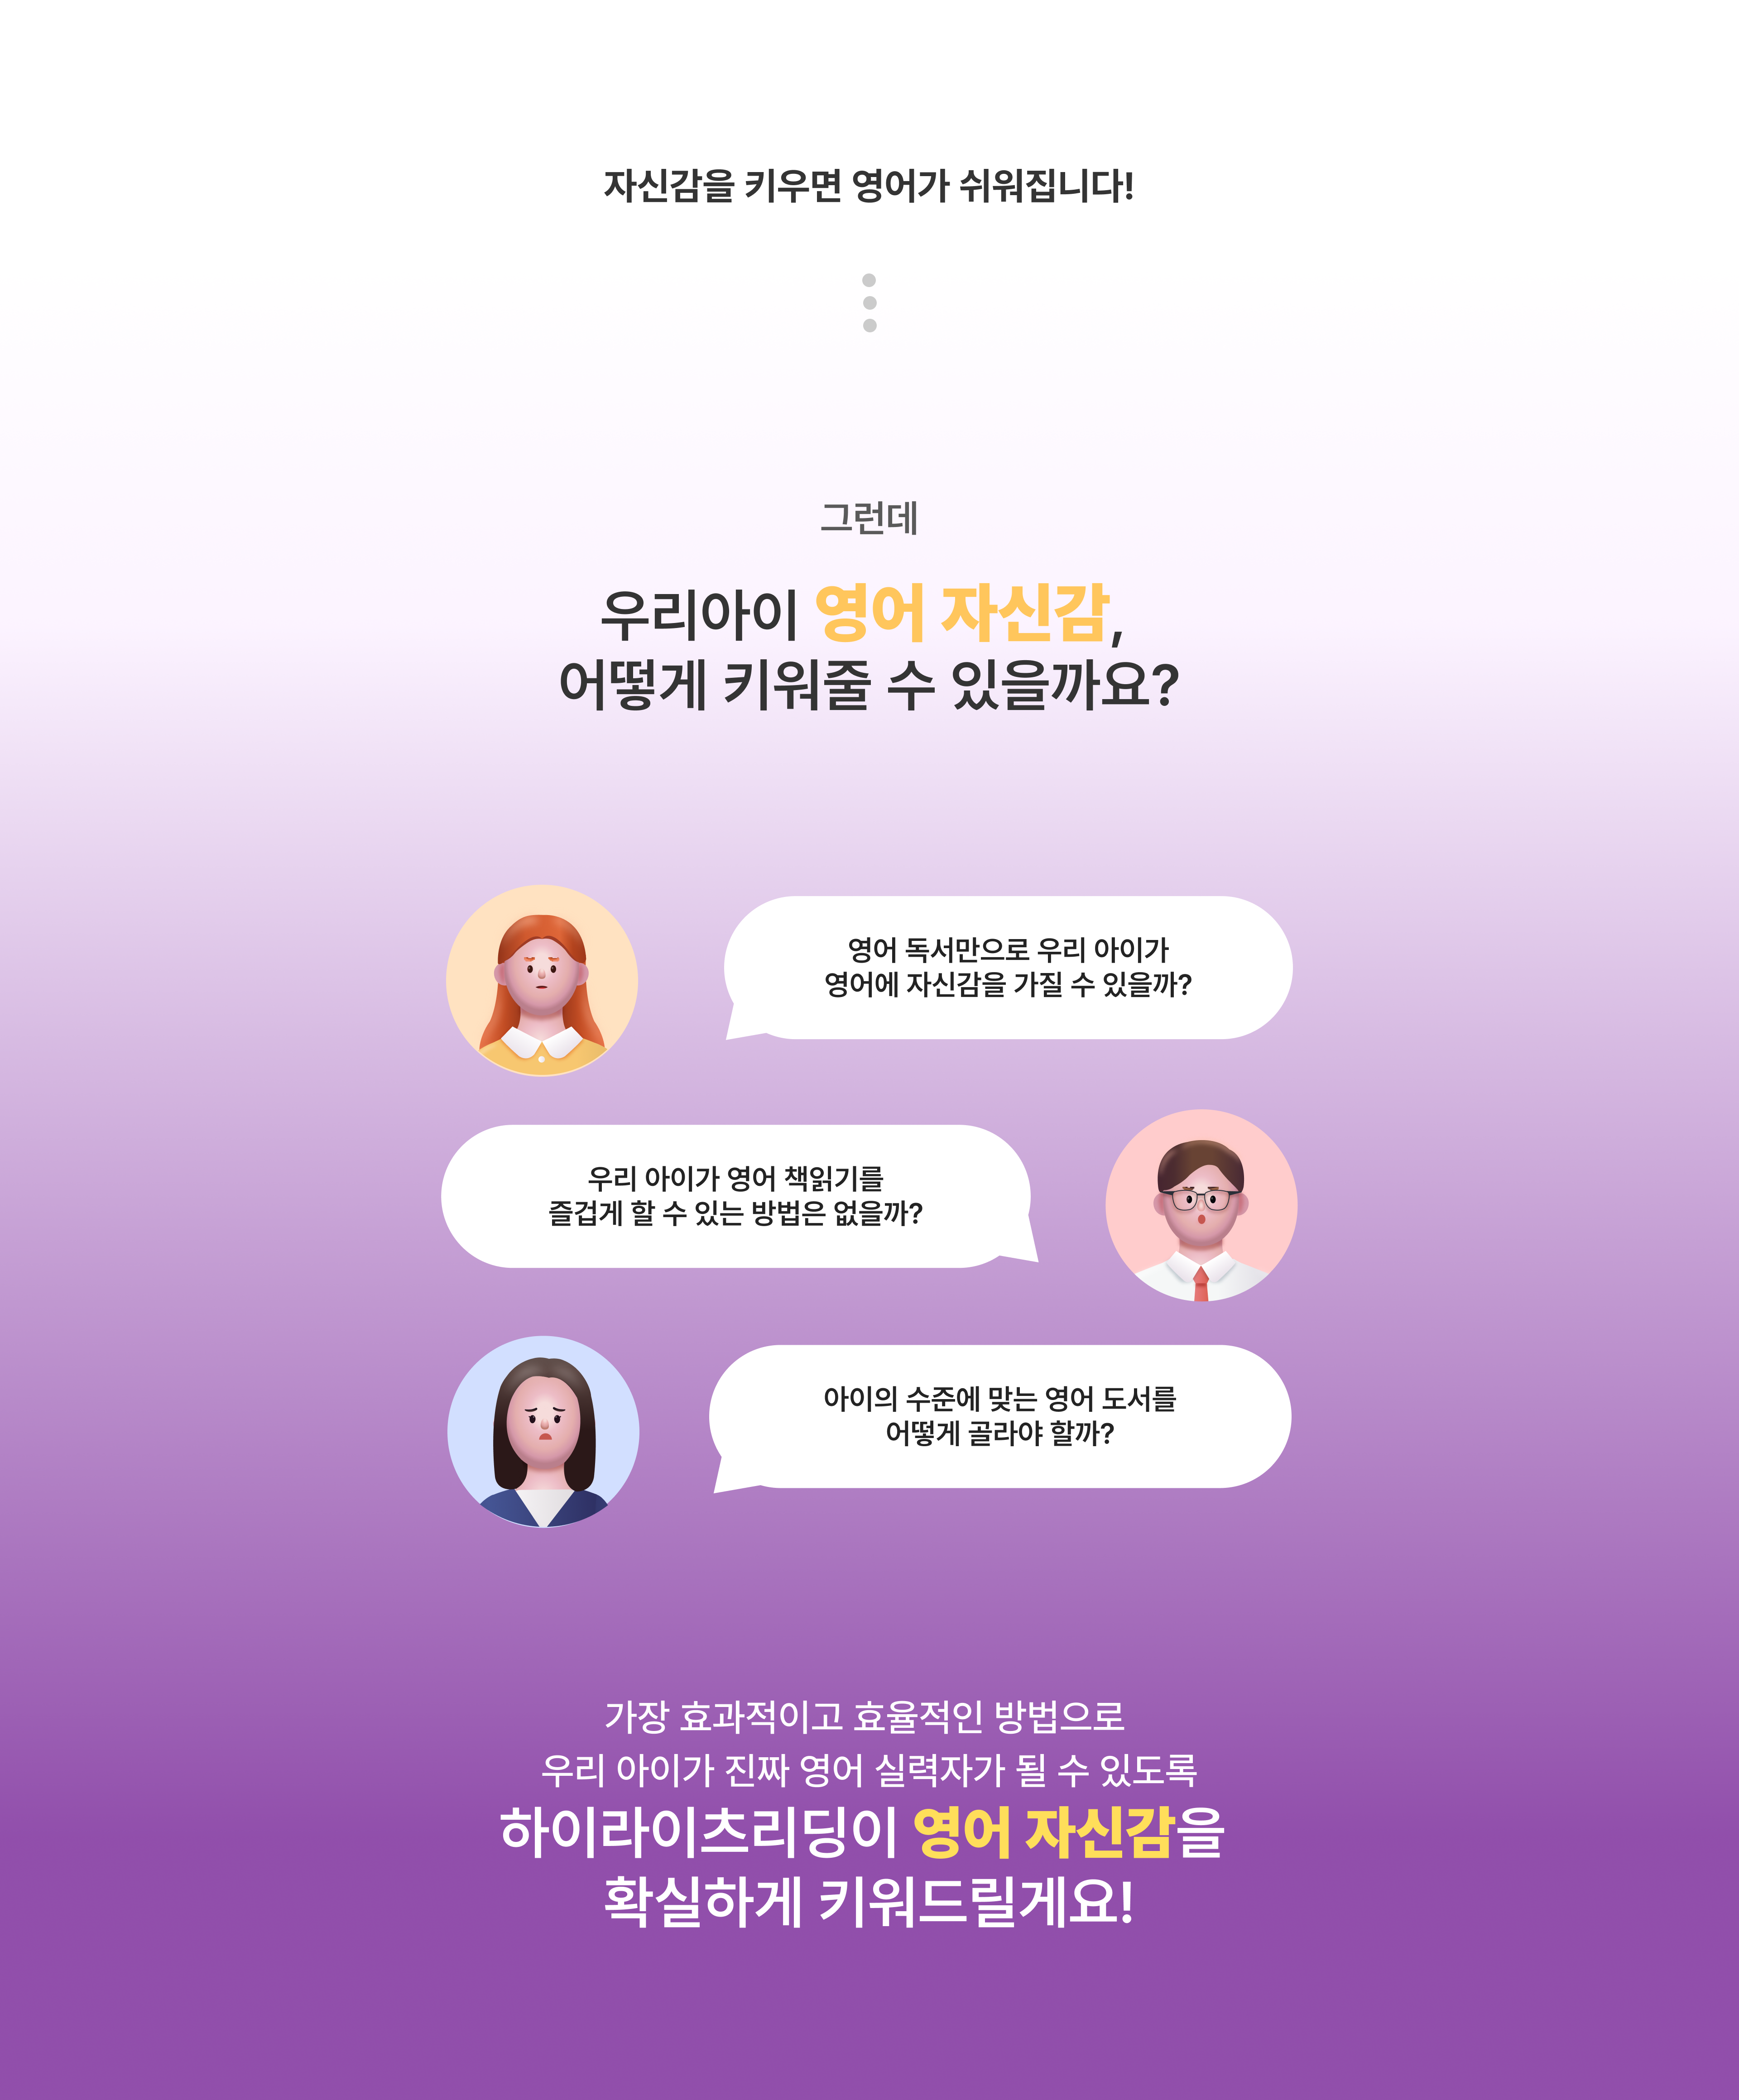 자신감을 키우면 영어가 쉬워집니다!
그런데
우리아이 영어 자신감,
어떻게 키워줄 수 있을까요?
영어 독서만으로 우리 아이가
영어에 자신감을 가질 수 있을까?
우리 아이가 영어 책읽기를
즐겁게 할 수 있는 방법은 없을까?
아이의 수준에 맞는 영어 도서를
어떻게 골라야 할까?
가장 효과적이고 효율적인 방법으로
우리 아이가 진짜 영어 실력자가 될 수 있도록
하이라이츠리딩이 영어 자신감을
확실하게 키워드릴게요!